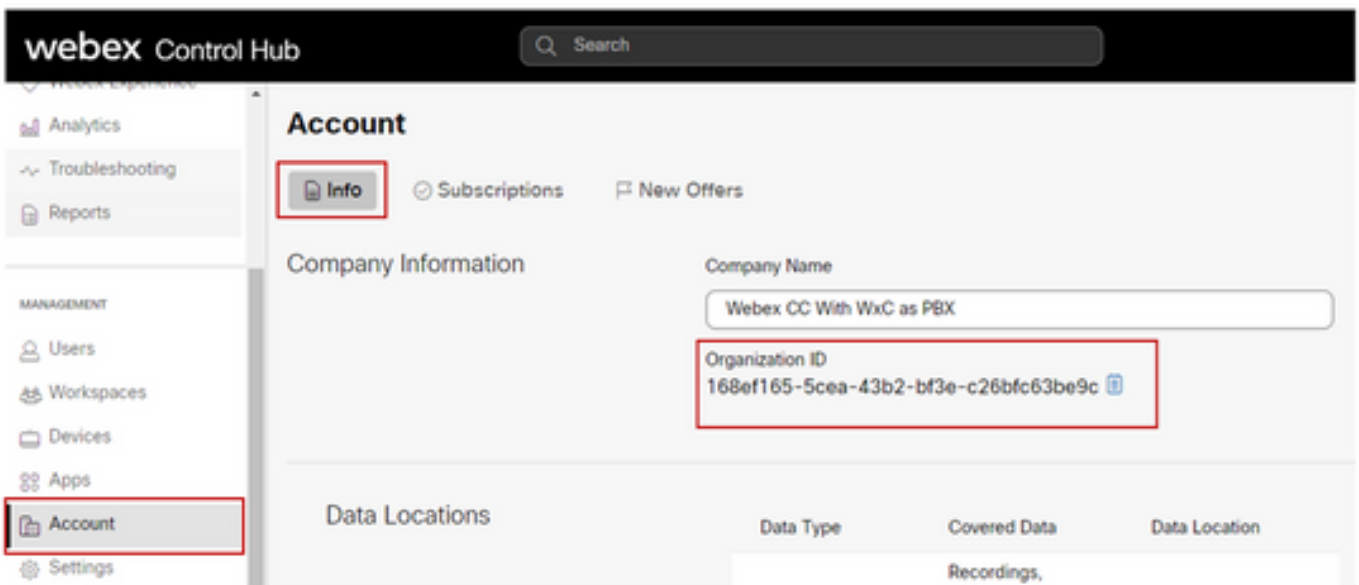 webex Control Hub
Search
Webex Experience
Analytics
Troubleshooting
Reports
MANAGEMENT
Users
Workspaces
Devices
Apps
Account
Settings
Account
Info
Subscriptions
New Offers
Company Information
Company Name
Webex CC With WxC as PBX
Organization ID
168ef165-5cea-43b2-bf3e-c26bfc63be9c
Data Locations
Data Type
Covered Data
Data Location
Recordings,